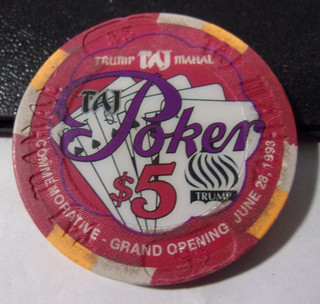 TRUMP TAJ MAHAL
TAJ
Poker
$5
TRUMP
COMMEMORATIVE - GRAND OPENING JUNE 28, 1993